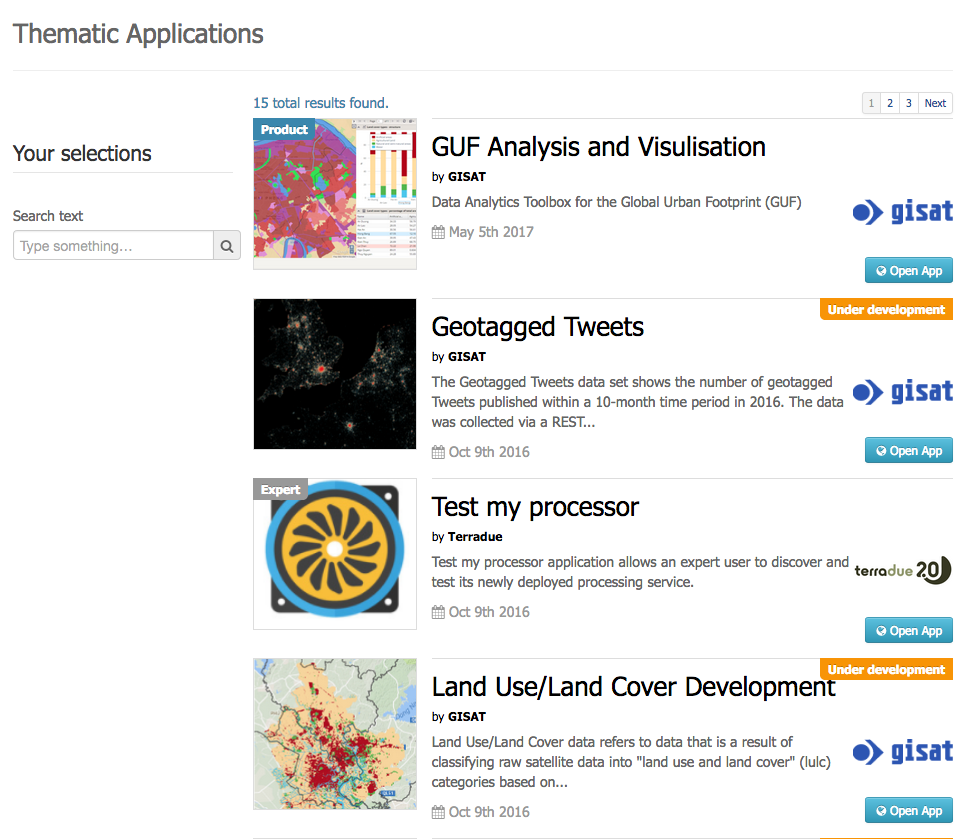 Thematic Applications
15 total results found.
1 2 3 Next
Your selections
Search text
Type something...
Product
GUF Analysis and Visulisation
by GISAT
Data Analytics Toolbox for the Global Urban Footprint (GUF)
May 5th 2017
gisat
Open App
Under development
Geotagged Tweets
by GISAT
The Geotagged Tweets data set shows the number of geotagged
Tweets published within a 10-month time period in 2016. The data
was collected via a REST...
Oct 9th 2016
gisat
Open App
Expert
Test my processor
by Terradue
Test my processor application allows an expert user to discover and
test its newly deployed processing service.
Oct 9th 2016
terradue 2.0
Open App
Under development
Land Use/Land Cover Development
by GISAT
Land Use/Land Cover data refers to data that is a result of
classifying raw satellite data into "land use and land cover" (lulc)
categories based on...
Oct 9th 2016
gisat
Open App